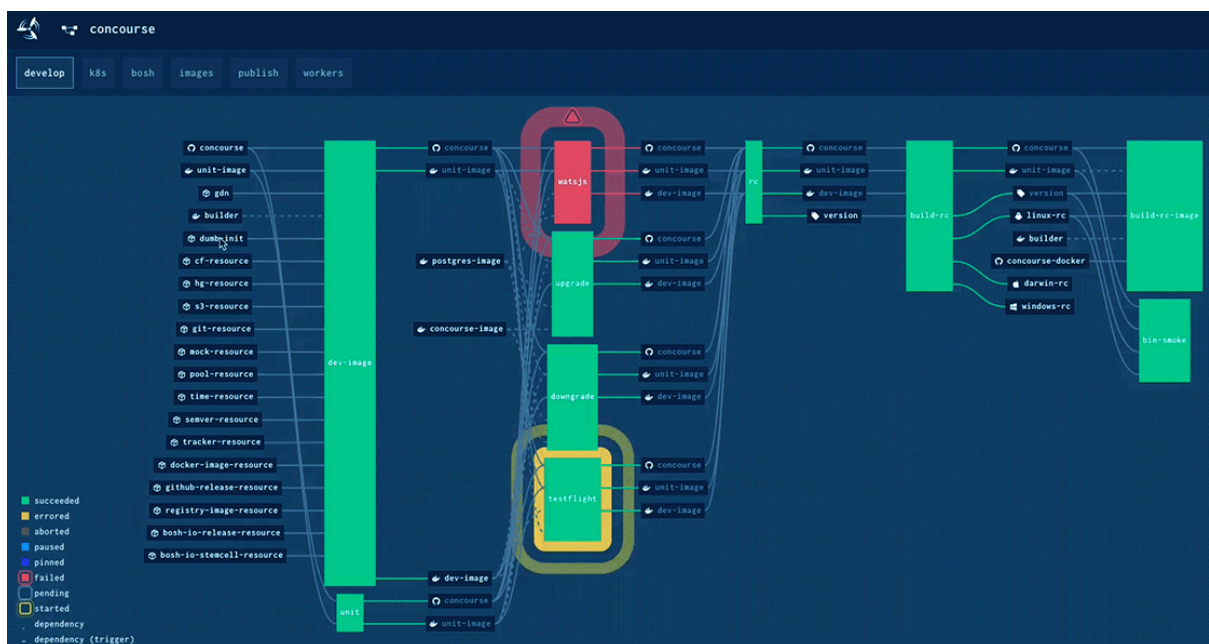 concourse
develop
k8s
bosh
images
publish
workers
concourse
unit-image
gdn
builder
dumb-init
cf-resource
hg-resource
s3-resource
git-resource
mock-resource
pool-resource
time-resource
semver-resource
tracker-resource
docker-image-resource
github-release-resource
registry-image-resource
bosh-io-release-resource
bosh-io-stemcell-resource
dev-image
unit
concourse
unit-image
postgres-image
concourse-image
dev-image
concourse
unit-image
watsjs
upgrade
downgrade
testflight
concourse
unit-image
dev-image
concourse
unit-image
dev-image
concourse
unit-image
dev-image
concourse
unit-image
dev-image
rc
concourse
unit-image
dev-image
version
build-rc
concourse
unit-image
version
linux-rc
builder
concourse-docker
darwin-rc
windows-rc
build-rc-image
bin-smoke
succeeded
errored
aborted
paused
pinned
failed
pending
started
dependency
dependency (trigger)